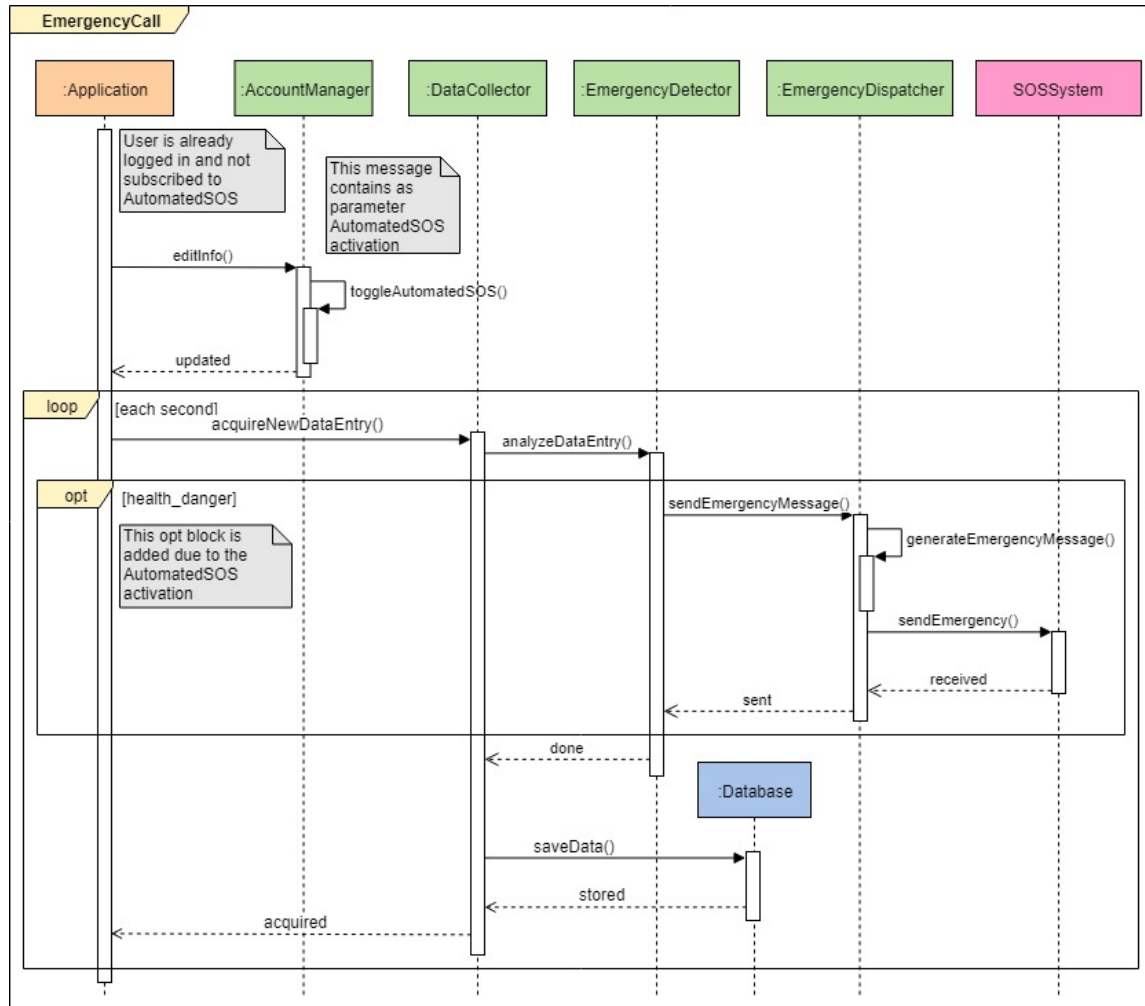 EmergencyCall
:Application
:AccountManager
:DataCollector
:EmergencyDetector
:EmergencyDispatcher
SOSSystem
User is already
logged in and not
subscribed to
AutomatedSOS
This message
contains as
parameter
AutomatedSOS
activation
editInfo()
toggleAutomatedSOS()
updated
loop
[each second]
acquireNewDataEntry()
analyzeDataEntry()
opt
[health_danger]
sendEmergencyMessage()
This opt block is
added due to the
AutomatedSOS
activation
generateEmergencyMessage()
sendEmergency()
received
sent
done
:Database
saveData()
stored
acquired